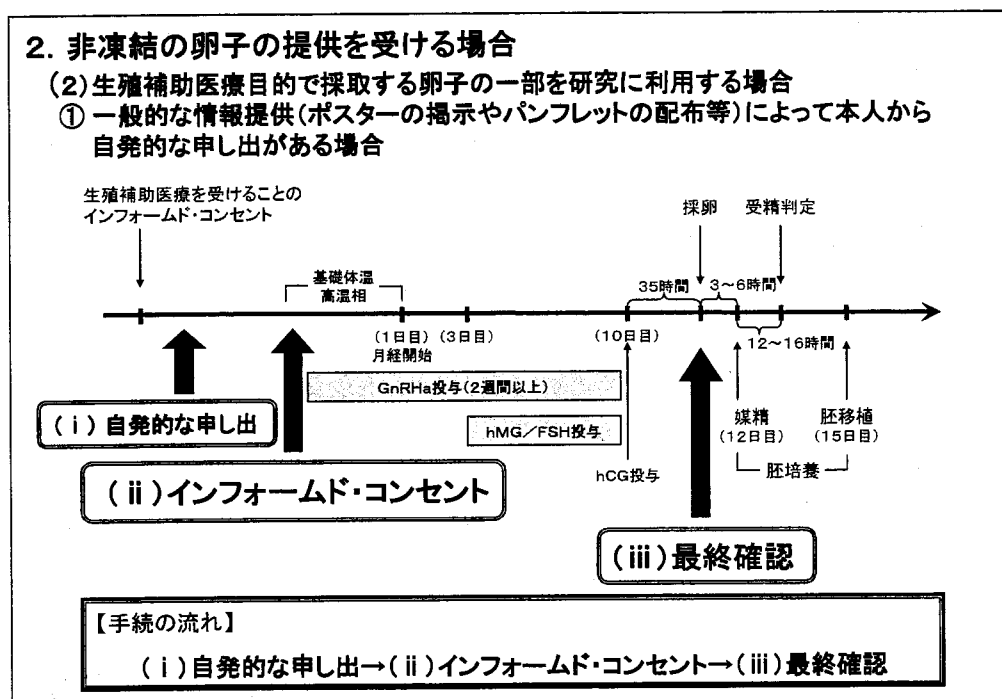 2. 非凍結の卵子の提供を受ける場合
(2)生殖補助医療目的で採取する卵子の一部を研究に利用する場合
① 一般的な情報提供(ポスターの掲示やパンフレットの配布等)によって本人から
自発的な申し出がある場合
生殖補助医療を受けることの
インフォームド・コンセント
採卵
受精判定
基礎体温
高温相
35時間
3~6時間
(1日目)
月経開始
(3日目)
(10日目)
12~16時間
GnRHa投与(2週間以上)
hMG/FSH投与
hCG投与
媒精
(12日目)
胚移植
(15日目)
胚培養
(ⅰ)自発的な申し出
(ⅱ)インフォームド・コンセント
(ⅲ)最終確認
【手続の流れ】
(ⅰ)自発的な申し出→(ⅱ)インフォームド・コンセント→(ⅲ)最終確認